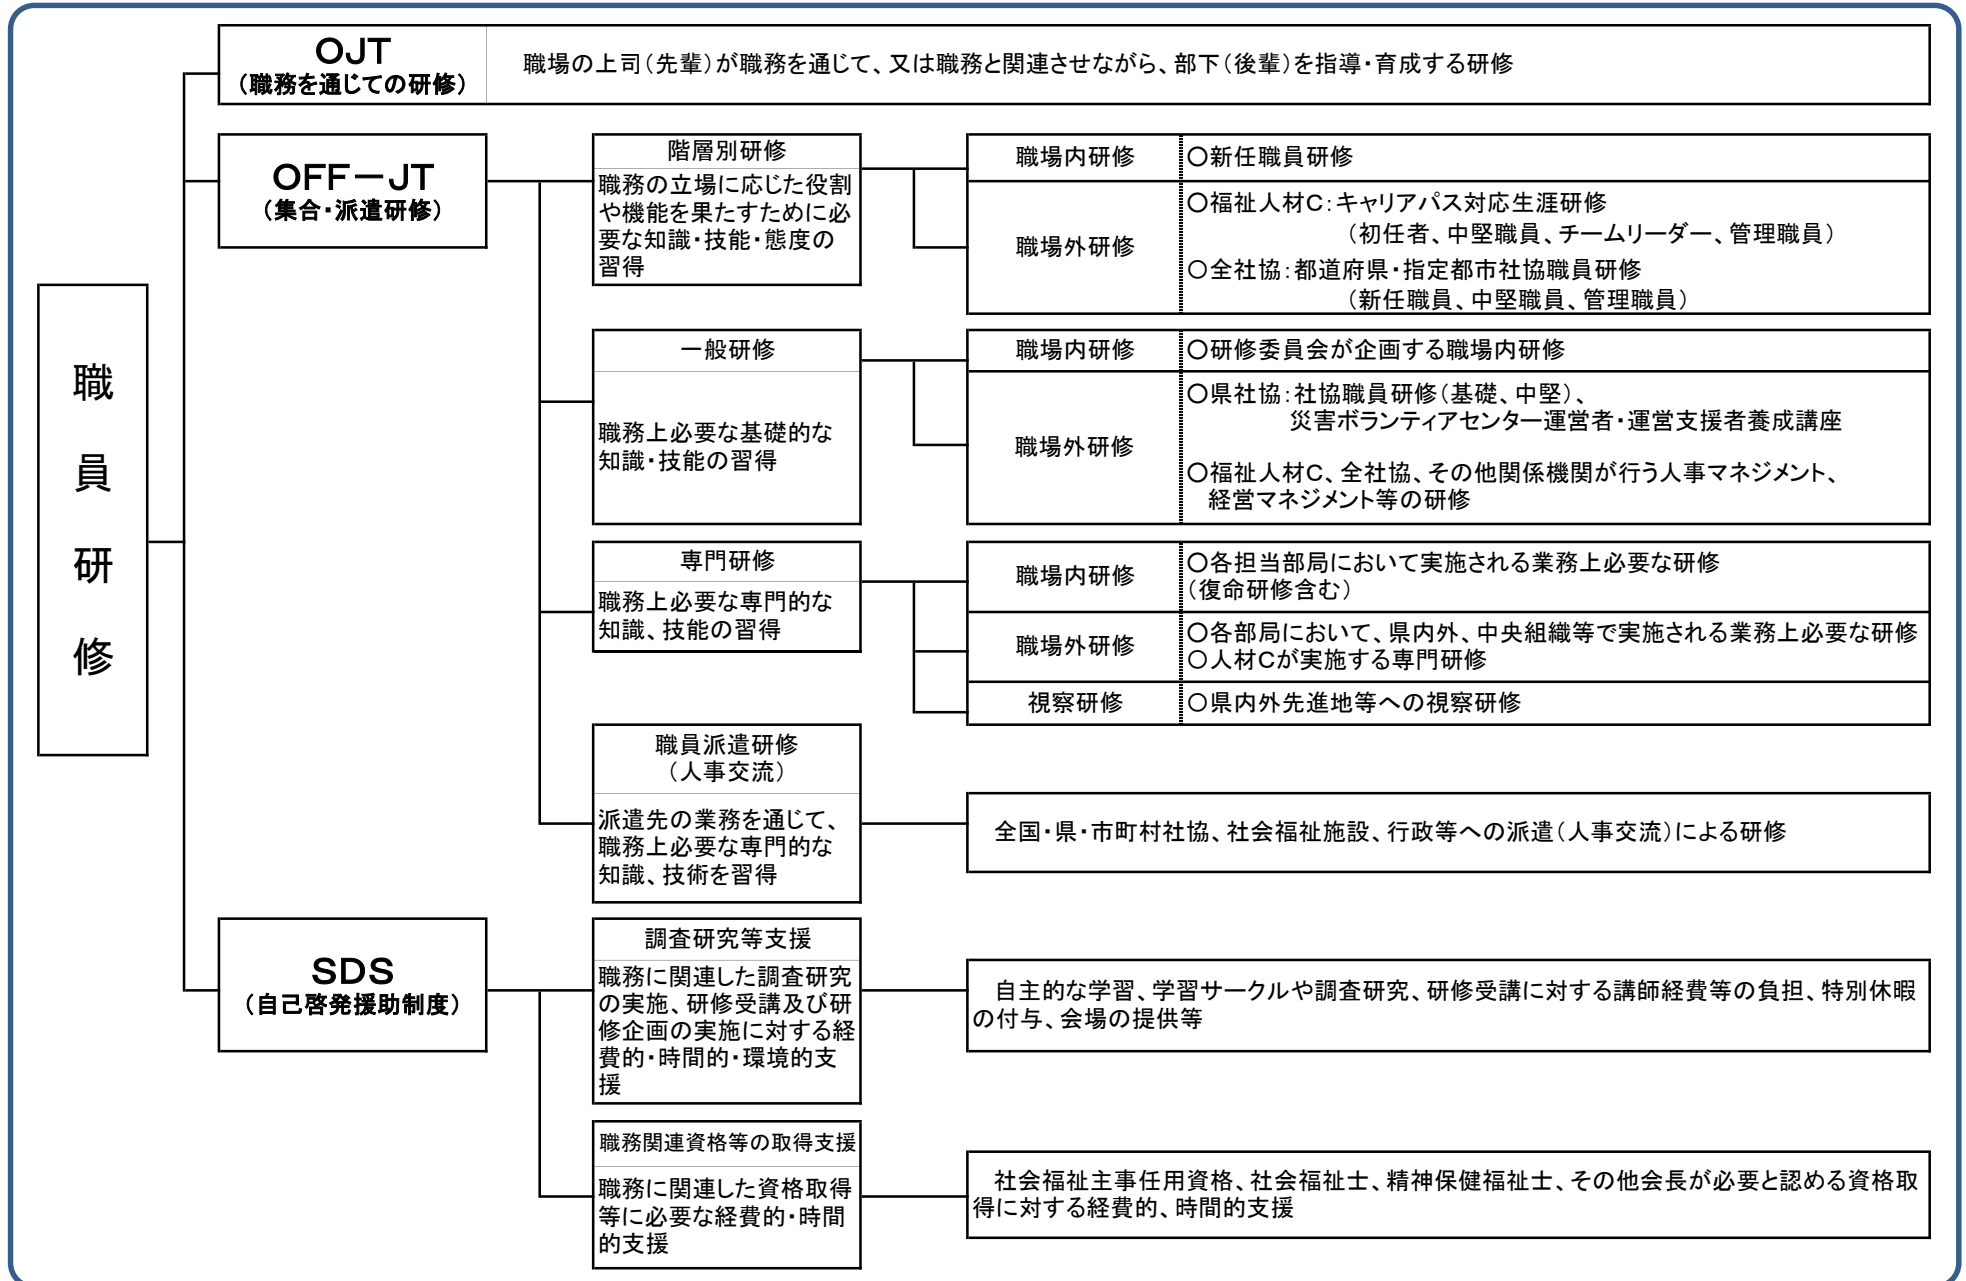 職員研修
OJT
（職務を通じての研修）
職場の上司（先輩）が職務を通じて、又は職務と関連させながら、部下（後輩）を指導・育成する研修
OFF－JT
（集合・派遣研修）
階層別研修
職務の立場に応じた役割
や機能を果たすために必
要な知識・技能・態度の
習得
職場内研修
○新任職員研修
職場外研修
○福祉人材C：キャリアパス対応生涯研修
（初任者、中堅職員、チームリーダー、管理職員）
○全社協：都道府県・指定都市社協職員研修
（新任職員、中堅職員、管理職員）
一般研修
職務上必要な基礎的な
知識・技能の習得
職場内研修
○研修委員会が企画する職場内研修
職場外研修
○県社協：社協職員研修（基礎、中堅）、
災害ボランティアセンター運営者・運営支援者養成講座
○福祉人材C、全社協、その他関係機関が行う人事マネジメント、
経営マネジメント等の研修
専門研修
職務上必要な専門的な
知識、技能の習得
職場内研修
○各担当部局において実施される業務上必要な研修
（復命研修含む）
職場外研修
○各部局において、県内外、中央組織等で実施される業務上必要な研修
○人材Cが実施する専門研修
視察研修
○県内外先進地等への視察研修
職員派遣研修
（人事交流）
派遣先の業務を通じて、
職務上必要な専門的な
知識、技術を習得
全国・県・市町村社協、社会福祉施設、行政等への派遣（人事交流）による研修
SDS
（自己啓発援助制度）
調査研究等支援
職務に関連した調査研究
の実施、研修受講及び研
修企画の実施に対する経
費的・時間的・環境的支
援
自主的な学習、学習サークルや調査研究、研修受講に対する講師経費等の負担、特別休暇
の付与、会場の提供等
職務関連資格等の取得支援
職務に関連した資格取得
等に必要な経費的・時間
的支援
社会福祉主事任用資格、社会福祉士、精神保健福祉士、その他会長が必要と認める資格取
得に対する経費的、時間的支援